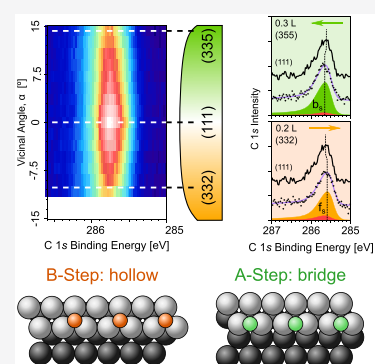 15
7.5
0
-7.5
-15
Vicinal Angle, α [º]
286
285
C 1s Binding Energy [eV]
(335)
(111)
(332)
0.3 L
(355)
(111)
bs
0.2 L
(332)
(111)
fs
C 1s Intensity
287
286
285
C 1s Binding Energy [eV]
B-Step: hollow
A-Step: bridge